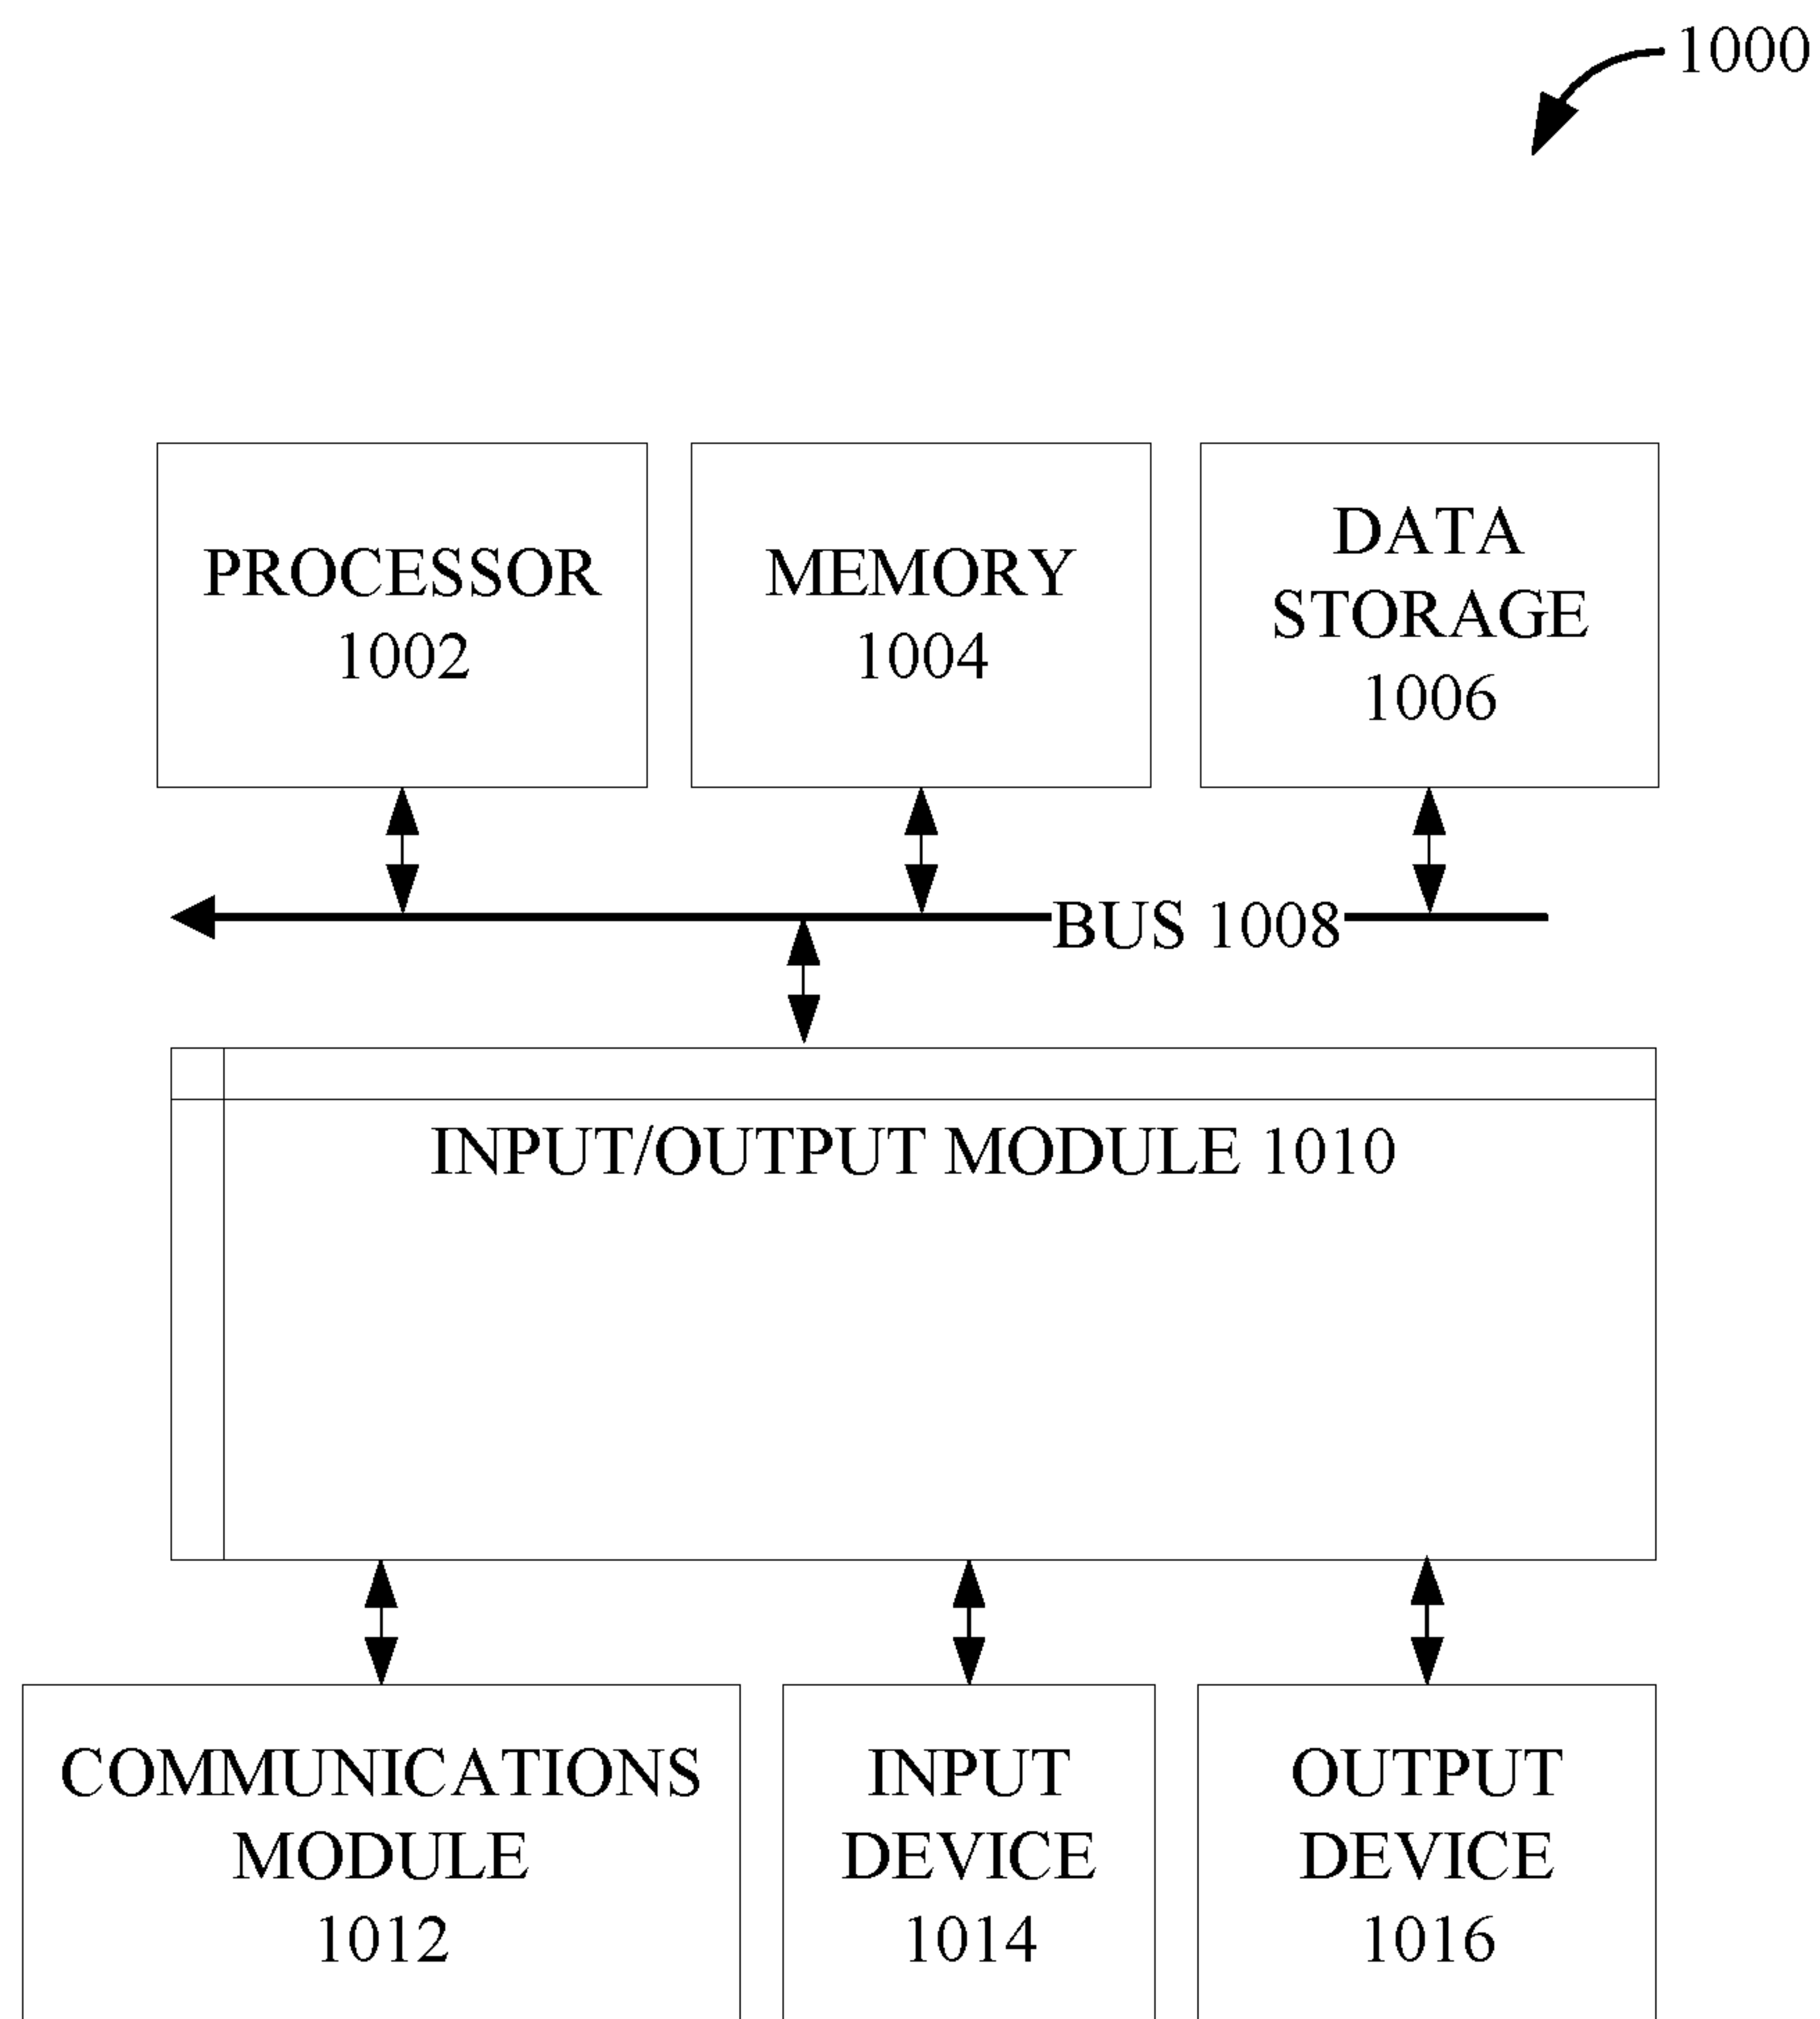 1000
PROCESSOR
1002
MEMORY
1004
DATA
STORAGE
1006
BUS 1008
INPUT/OUTPUT MODULE 1010
COMMUNICATIONS
MODULE
1012
INPUT
DEVICE
1014
OUTPUT
DEVICE
1016